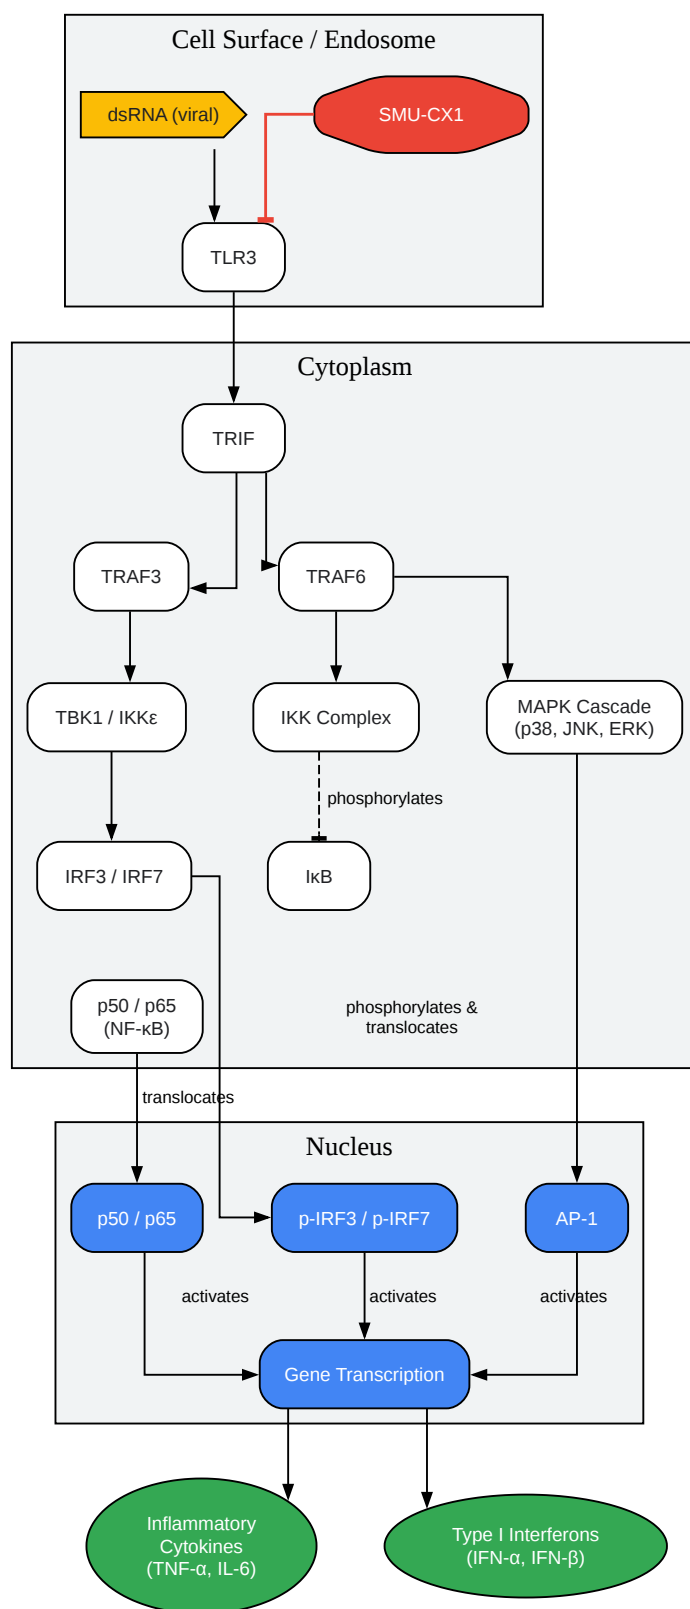 Cell Surface / Endosome
dsRNA (viral)
SMU-CX1
TLR3
Cytoplasm
TRIF
TRAF3
TRAF6
TBK1 / IKKε
IKK Complex
MAPK Cascade
(p38, JNK, ERK)
phosphorylates
IRF3 / IRF7
IκB
p50 / p65
(NF-κB)
phosphorylates &
translocates
translocates
Nucleus
p50 / p65
p-IRF3 / p-IRF7
AP-1
activates
activates
activates
Gene Transcription
Inflammatory
Cytokines
(TNF-α, IL-6)
Type I Interferons
(IFN-α, IFN-β)